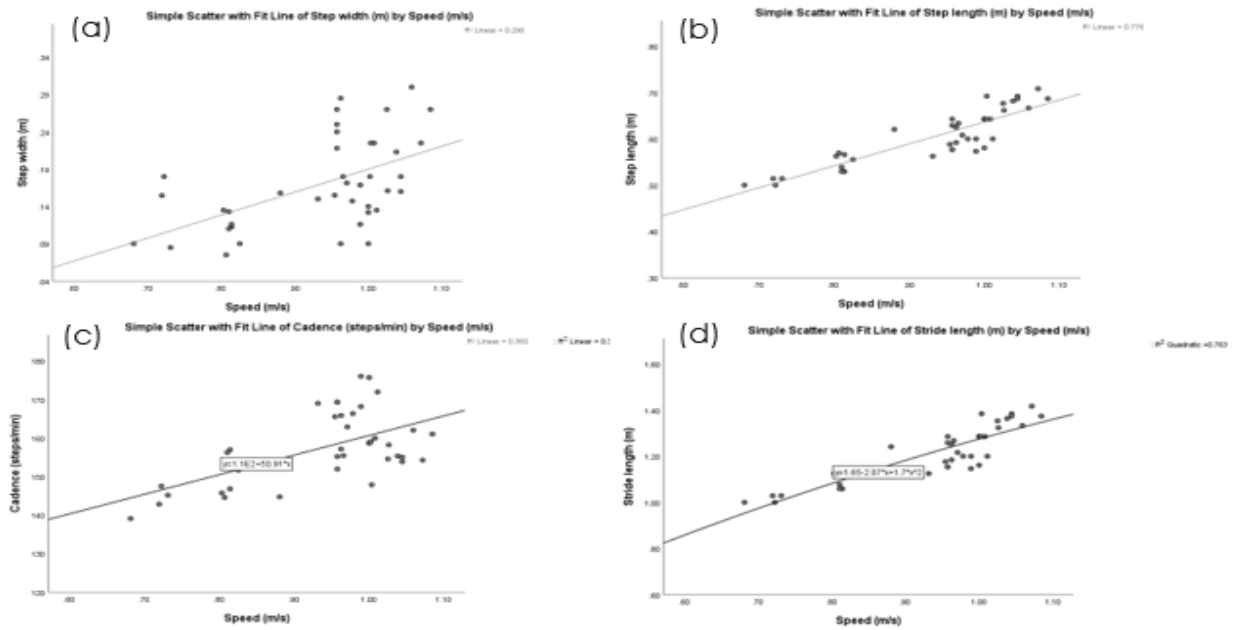 (a)
Simple Scatter with Fit Line of Step width (m) by Speed (m/s)
.34
.29
.24
.19
.14
.09
.04
Step width (m)
.60 .70 .80 .90 1.00 1.10
Speed (m/s)
(b)
Simple Scatter with Fit Line of Step length (m) by Speed (m/s)
.80
.70
.60
.50
.40
.30
Step length (m)
.60 .70 .80 .90 1.00 1.10
Speed (m/s)
(c)
Simple Scatter with Fit Line of Cadence (steps/min) by Speed (m/s)
180
170
160
150
140
130
120
Cadence (steps/min)
.60 .70 .80 .90 1.00 1.10
Speed (m/s)
(d)
Simple Scatter with Fit Line of Stride length (m) by Speed (m/s)
R² Quadratic =0.763
1.60
1.40
1.20
1.00
.80
.60
Stride length (m)
.60 .70 .80 .90 1.00 1.10
Speed (m/s)